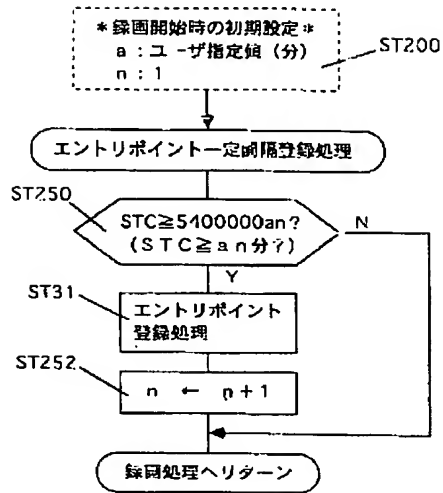 *録画開始時の初期設定*
a：ユーザ指定値（分）
n：1
ST200
エントリポイント一定間隔登録処理
ST250
STC≧5400000an?
(STC≧an分?)
N
Y
ST31
エントリポイント
登録処理
ST252
n ← n+1
録画処理へリターン